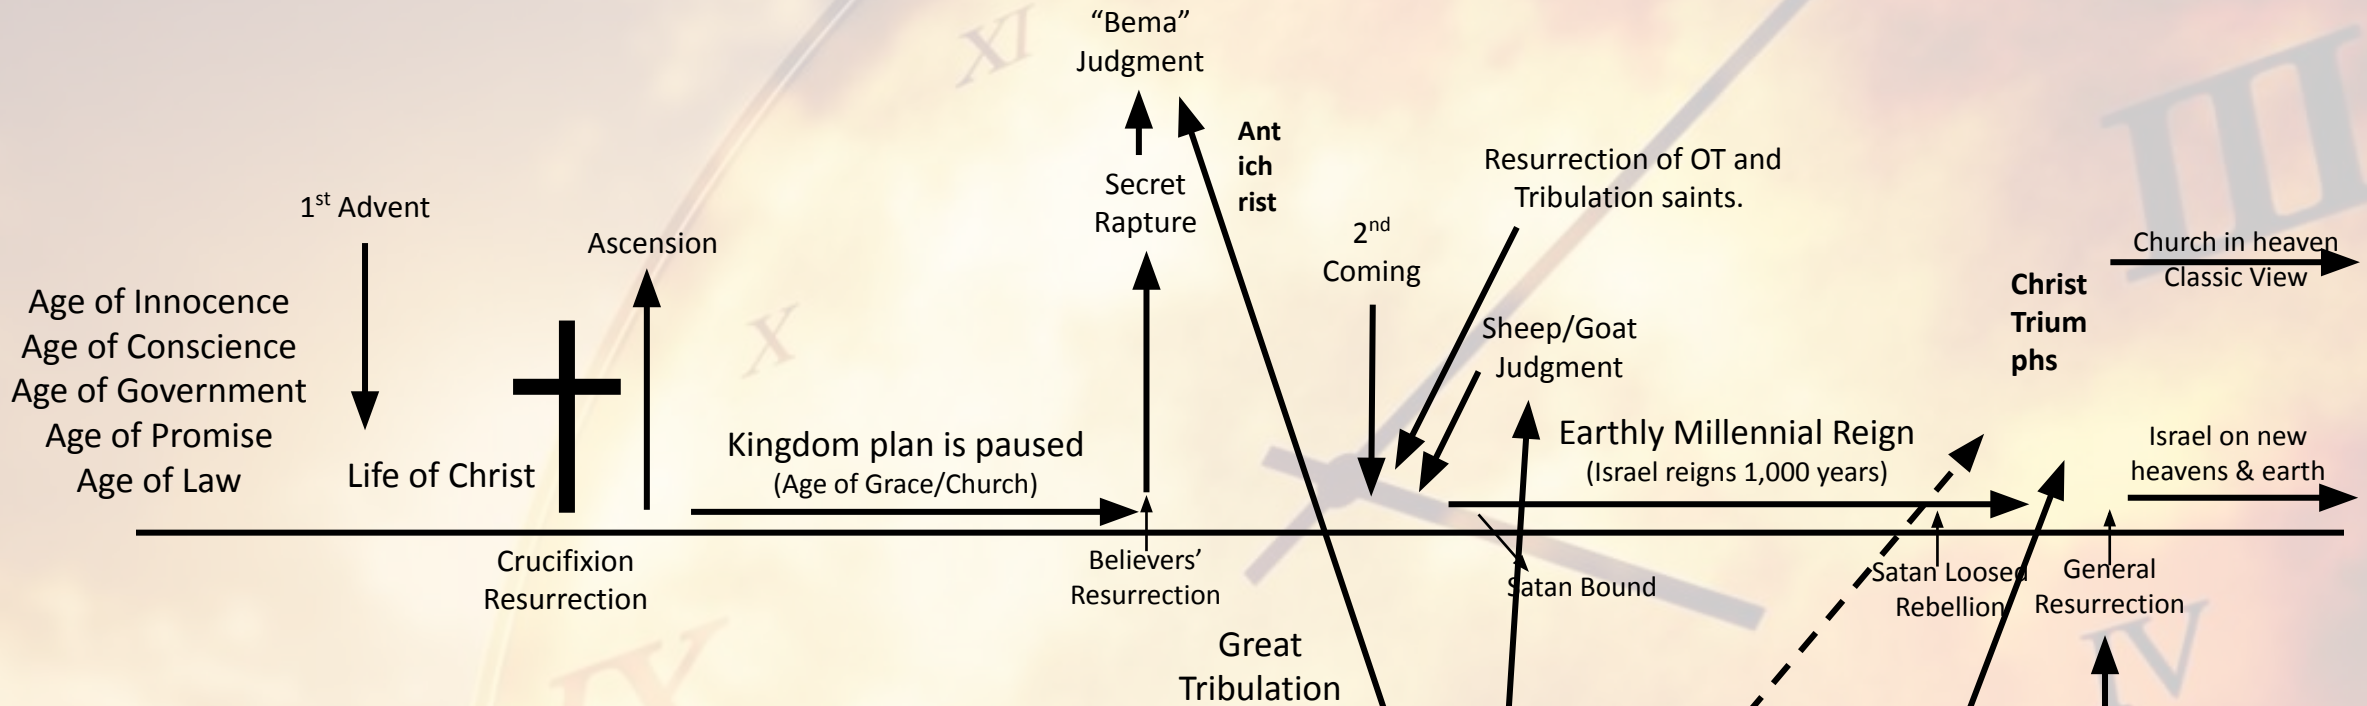 “Bema”
Judgment
Ant
ich
rist
Secret
Rapture
Resurrection of OT and
Tribulation saints.
1st Advent
Ascension
2nd
Coming
Church in heaven
Classic View
Christ
Trium
phs
Age of Innocence
Age of Conscience
Age of Government
Age of Promise
Age of Law
Life of Christ
Kingdom plan is paused
(Age of Grace/Church)
Sheep/Goat
Judgment
Earthly Millennial Reign
(Israel reigns 1,000 years)
Israel on new
heavens & earth
Crucifixion
Resurrection
Believers’
Resurrection
Satan Bound
Satan Loosed
Rebellion
General
Resurrection
Great
Tribulation
XI
X
IX
III
IV